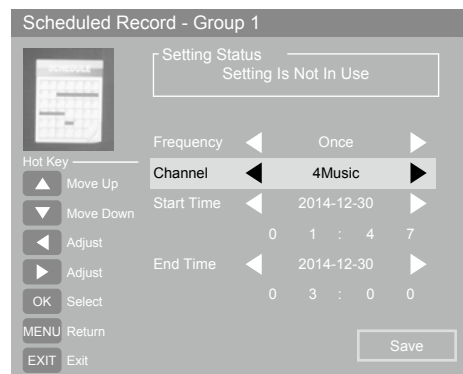 Scheduled Record - Group 1
SCHEDULE
Setting Status
Setting Is Not In Use
Frequency Once
Hot Key
Channel 4Music
Move Up
Start Time 2014-12-30
Move Down
0 1 : 4 7
Adjust
End Time 2014-12-30
Adjust
0 3 : 0 0
OK Select
MENU Return
Save
EXIT Exit